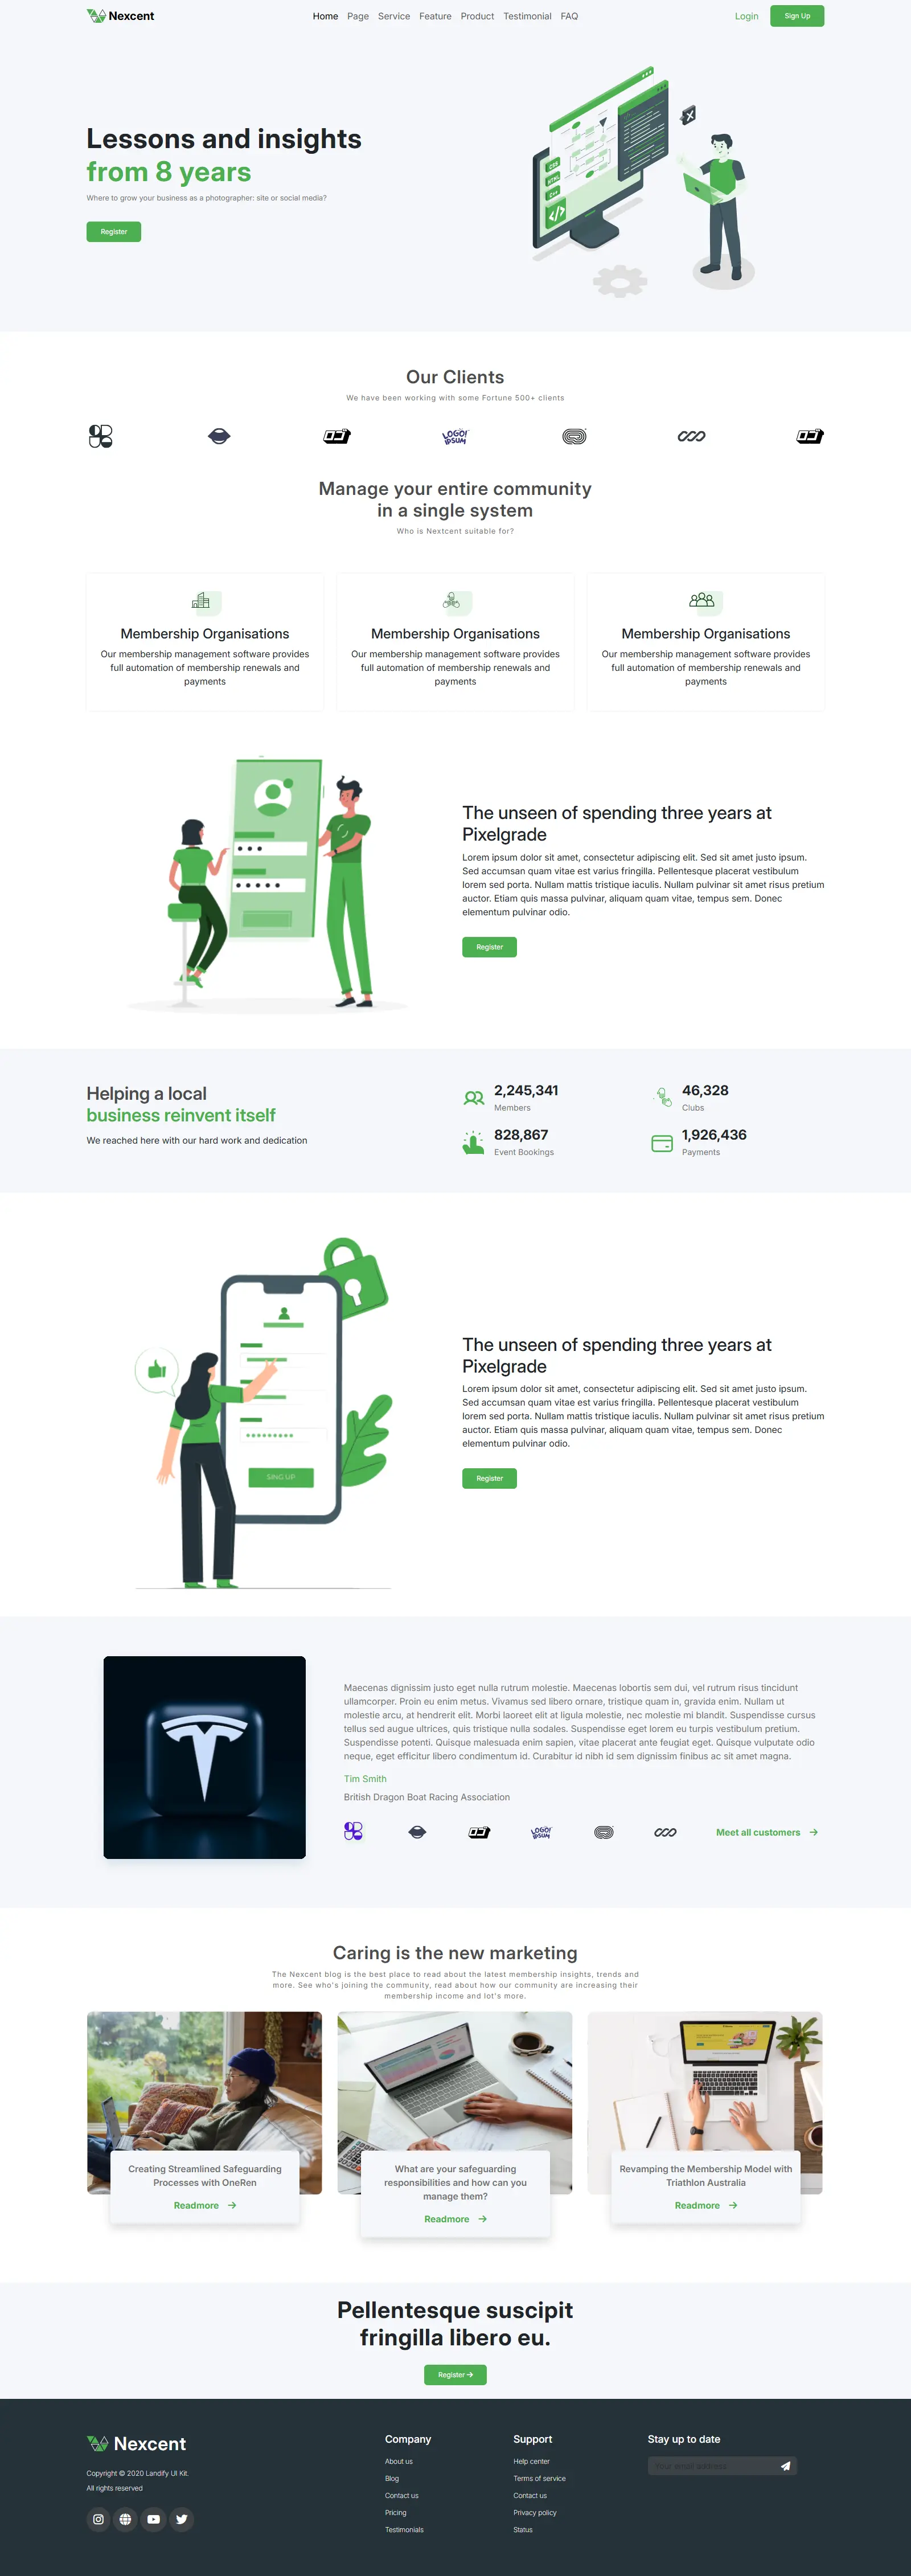 Nexcent
Home Page Service Feature Product Testimonial FAQ
Login
Sign Up
Lessons and insights
from 8 years
Where to grow your business as a photographer: site or social media?
Register
CSS
HTML
C++
</>
Our Clients
We have been working with some Fortune 500+ clients
LOGO!
IPSUM
Manage your entire community
in a single system
Who is Nextcent suitable for?
Membership Organisations
Our membership management software provides
full automation of membership renewals and
payments
Membership Organisations
Our membership management software provides
full automation of membership renewals and
payments
Membership Organisations
Our membership management software provides
full automation of membership renewals and
payments
The unseen of spending three years at
Pixelgrade
Lorem ipsum dolor sit amet, consectetur adipiscing elit. Sed sit amet justo ipsum.
Sed accumsan quam vitae est varius fringilla. Pellentesque placerat vestibulum
lorem sed porta. Nullam mattis tristique iaculis. Nullam pulvinar sit amet risus pretium
auctor. Etiam quis massa pulvinar, aliquam quam vitae, tempus sem. Donec
elementum pulvinar odio.
Register
Helping a local
business reinvent itself
We reached here with our hard work and dedication
2,245,341
Members
46,328
Clubs
828,867
Event Bookings
1,926,436
Payments
SING UP
The unseen of spending three years at
Pixelgrade
Lorem ipsum dolor sit amet, consectetur adipiscing elit. Sed sit amet justo ipsum.
Sed accumsan quam vitae est varius fringilla. Pellentesque placerat vestibulum
lorem sed porta. Nullam mattis tristique iaculis. Nullam pulvinar sit amet risus pretium
auctor. Etiam quis massa pulvinar, aliquam quam vitae, tempus sem. Donec
elementum pulvinar odio.
Register
Maecenas dignissim justo eget nulla rutrum molestie. Maecenas lobortis sem dui, vel rutrum risus tincidunt
ullamcorper. Proin eu enim metus. Vivamus sed libero ornare, tristique quam in, gravida enim. Nullam ut
molestie arcu, at hendrerit elit. Morbi laoreet elit at ligula molestie, nec molestie mi blandit. Suspendisse cursus
tellus sed augue ultrices, quis tristique nulla sodales. Suspendisse eget lorem eu turpis vestibulum pretium.
Suspendisse potenti. Quisque malesuada enim sapien, vitae placerat ante feugiat eget. Quisque vulputate odio
neque, eget efficitur libero condimentum id. Curabitur id nibh id sem dignissim finibus ac sit amet magna.
Tim Smith
British Dragon Boat Racing Association
LOGO!
IPSUM
Meet all customers
Caring is the new marketing
The Nexcent blog is the best place to read about the latest membership insights, trends and
more. See who's joining the community, read about how our community are increasing their
membership income and lot's more.
Creating Streamlined Safeguarding
Processes with OneRen
Readmore
What are your safeguarding
responsibilities and how can you
manage them?
Readmore
Revamping the Membership Model with
Triathlon Australia
Readmore
Pellentesque suscipit
fringilla libero eu.
Register
Nexcent
Copyright © 2020 Landify UI Kit.
All rights reserved
Company
About us
Blog
Contact us
Pricing
Testimonials
Support
Help center
Terms of service
Contact us
Privacy policy
Status
Stay up to date
Your email address